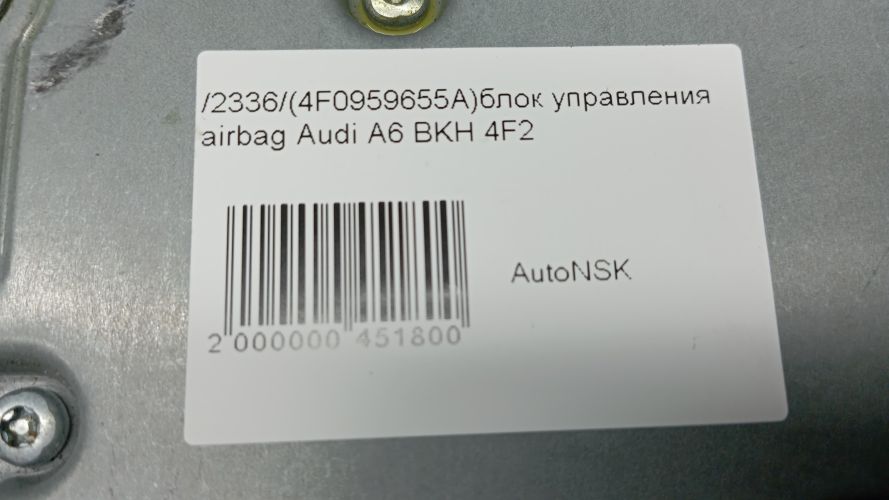 /2336/(4F0959655A)блок управления
airbag Audi A6 BKH 4F2
AutoNSK
2 000000 451800